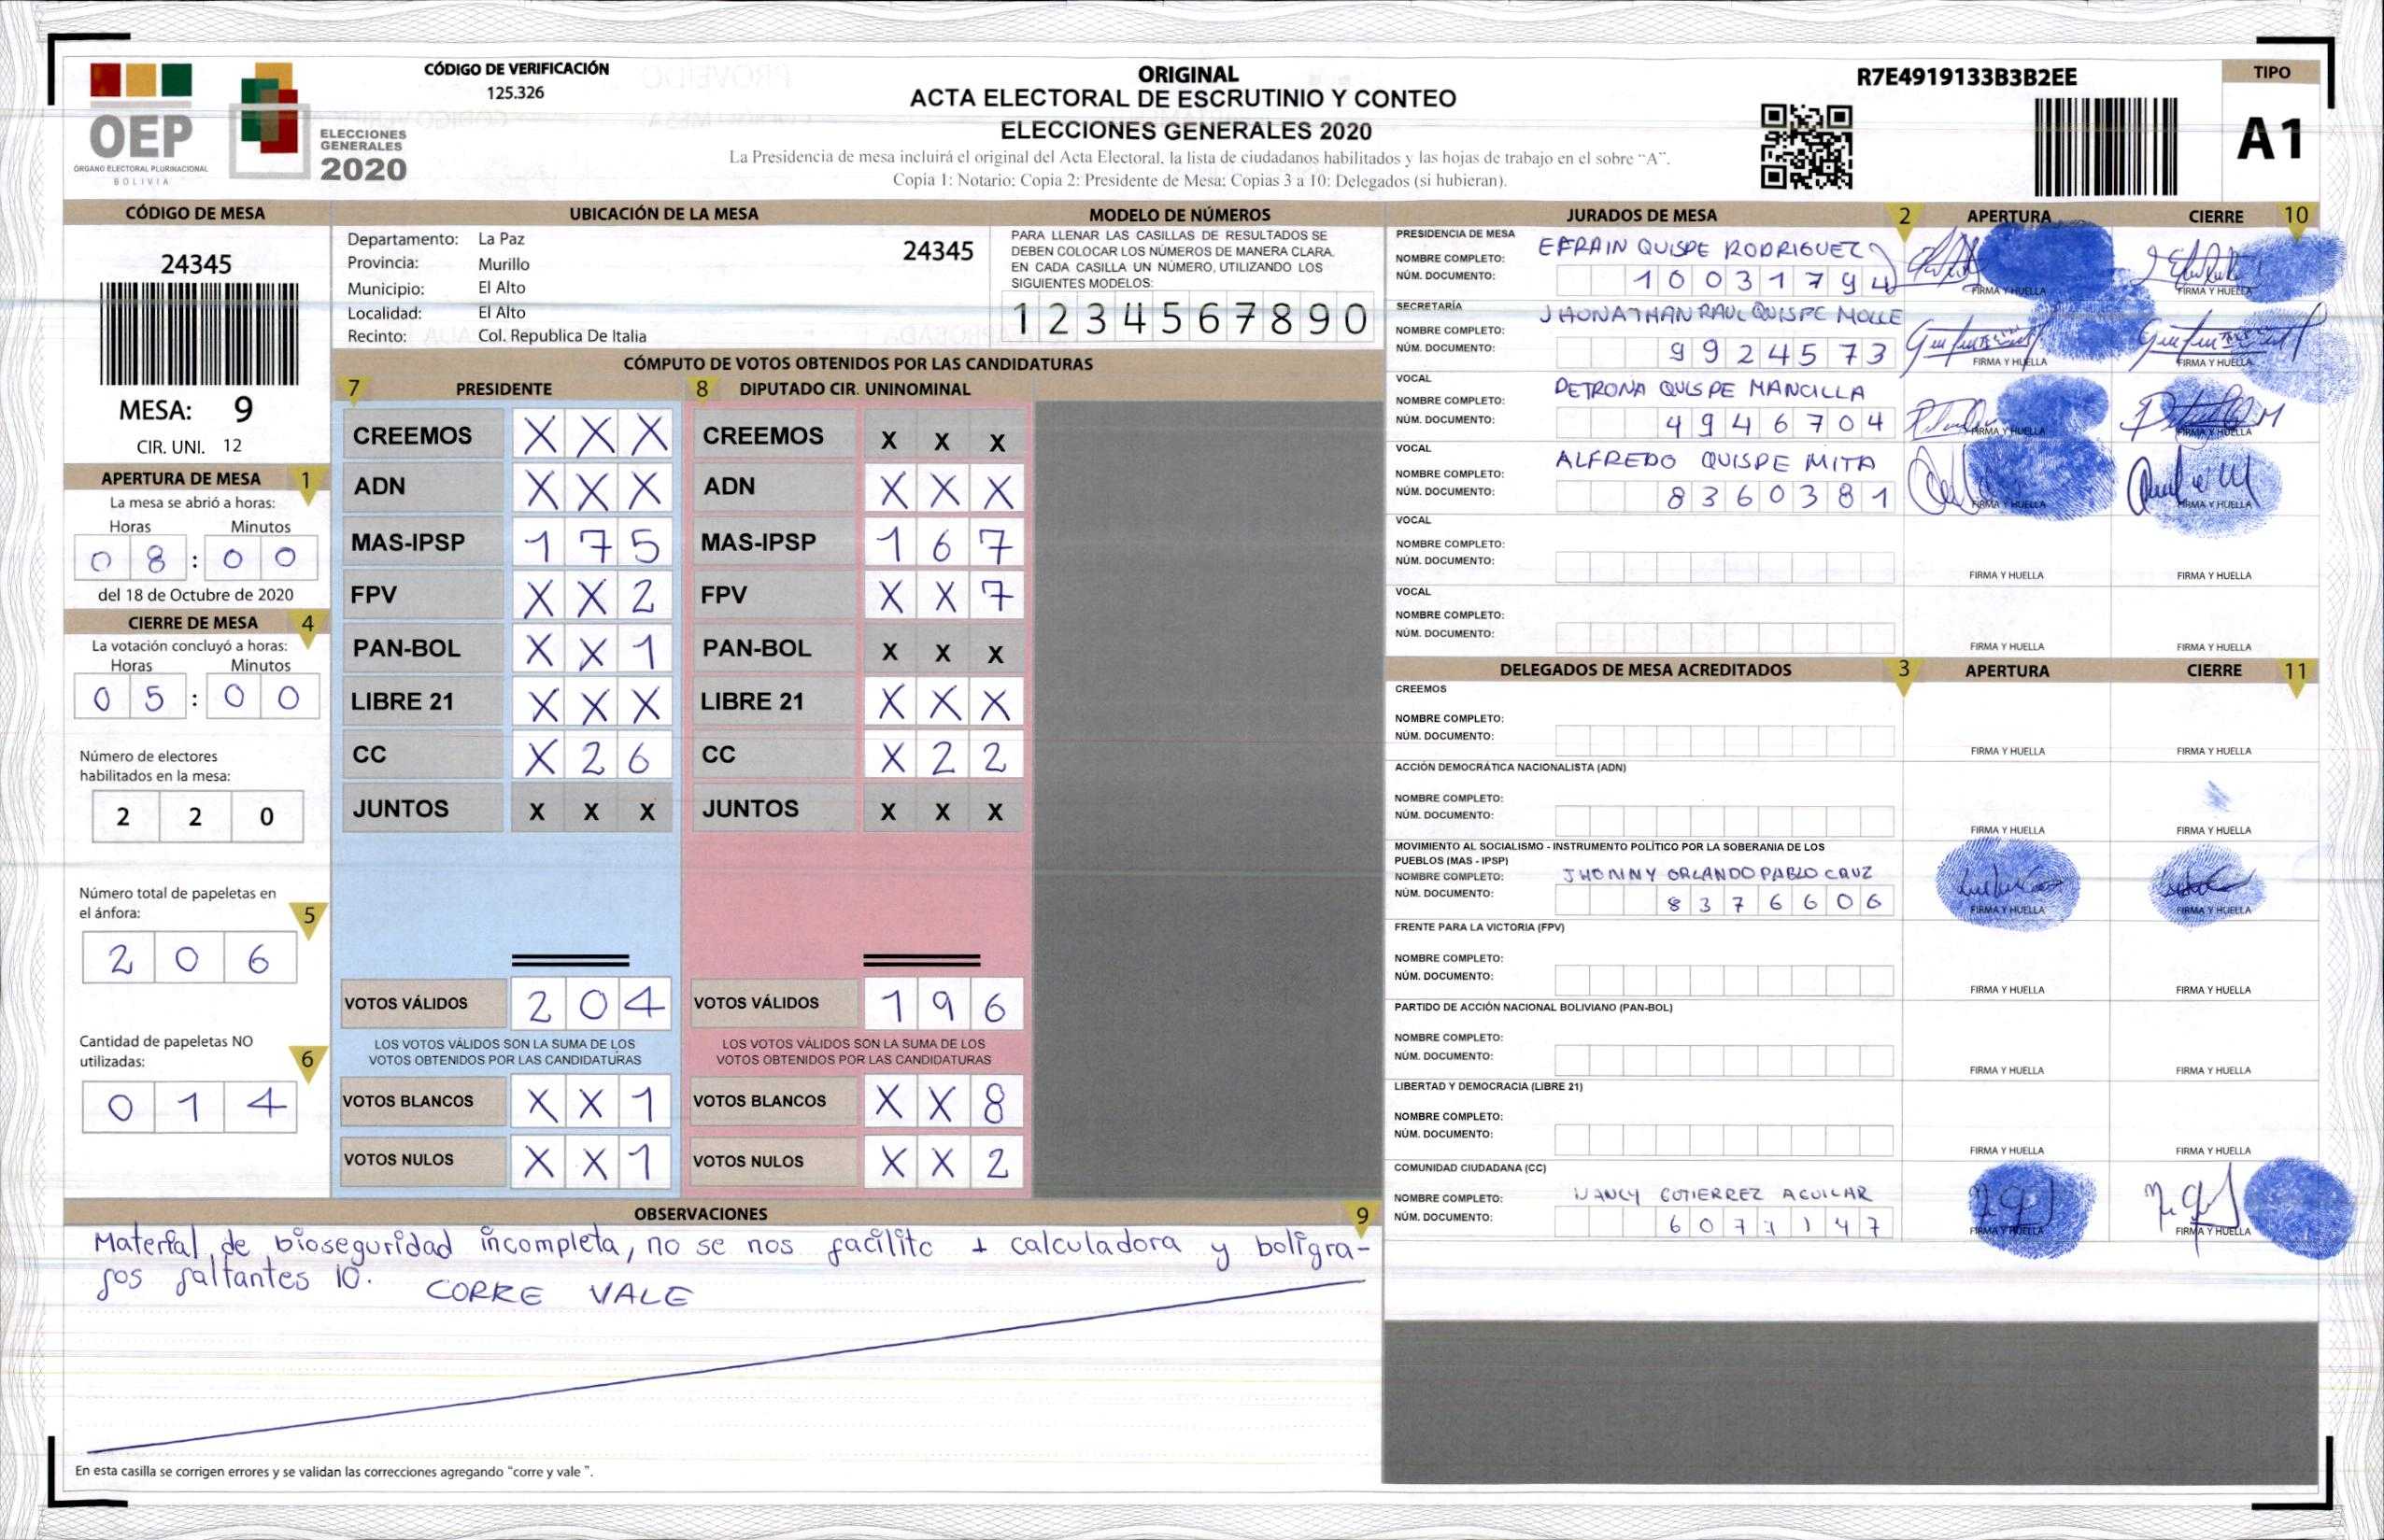 OEP
ÓRGANO ELECTORAL PLURINACIONAL
BOLIVIA
ELECCIONES
GENERALES
2020
CÓDIGO DE VERIFICACIÓN
125.326
ORIGINAL
ACTA ELECTORAL DE ESCRUTINIO Y CONTEO
ELECCIONES GENERALES 2020
La Presidencia de mesa incluirá el original del Acta Electoral, la lista de ciudadanos habilitados y las hojas de trabajo en el sobre "A".
Copia 1: Notario; Copia 2: Presidente de Mesa; Copias 3 a 10: Delegados (si hubieran).
R7E4919133B3B2EE
TIPO
A1
CÓDIGO DE MESA
24345
MESA: 9
CIR. UNI. 12
APERTURA DE MESA 1
La mesa se abrió a horas:
Horas Minutos
0 8 : 0 0
del 18 de Octubre de 2020
CIERRE DE MESA 4
La votación concluyó a horas:
Horas Minutos
0 5 : 0 0
Número de electores
habilitados en la mesa:
2 2 0
Número total de papeletas en
el ánfora: 5
2 0 6
Cantidad de papeletas NO
utilizadas: 6
0 1 4
UBICACIÓN DE LA MESA
Departamento: La Paz 24345
Provincia: Murillo
Municipio: El Alto
Localidad: El Alto
Recinto: Col. Republica De Italia
MODELO DE NÚMEROS
PARA LLENAR LAS CASILLAS DE RESULTADOS SE
DEBEN COLOCAR LOS NÚMEROS DE MANERA CLARA.
EN CADA CASILLA UN NÚMERO, UTILIZANDO LOS
SIGUIENTES MODELOS:
1 2 3 4 5 6 7 8 9 0
CÓMPUTO DE VOTOS OBTENIDOS POR LAS CANDIDATURAS
7 PRESIDENTE
CREEMOS X X X
ADN X X X
MAS-IPSP 1 7 5
FPV X X 2
PAN-BOL X X 1
LIBRE 21 X X X
CC X 2 6
JUNTOS X X X
VOTOS VÁLIDOS 2 0 4
LOS VOTOS VÁLIDOS SON LA SUMA DE LOS
VOTOS OBTENIDOS POR LAS CANDIDATURAS
VOTOS BLANCOS X X 1
VOTOS NULOS X X 1
8 DIPUTADO CIR. UNINOMINAL
CREEMOS X X X
ADN X X X
MAS-IPSP 1 6 7
FPV X X 7
PAN-BOL X X X
LIBRE 21 X X X
CC X 2 2
JUNTOS X X X
VOTOS VÁLIDOS 1 9 6
LOS VOTOS VÁLIDOS SON LA SUMA DE LOS
VOTOS OBTENIDOS POR LAS CANDIDATURAS
VOTOS BLANCOS X X 8
VOTOS NULOS X X 2
OBSERVACIONES 9
Material de bioseguridad incompleta, no se nos facilito 1 calculadora y boligra-
fos faltantes 10. CORRE VALE
En esta casilla se corrigen errores y se validan las correcciones agregando "corre y vale".
JURADOS DE MESA 2 APERTURA CIERRE 10
PRESIDENCIA DE MESA
NOMBRE COMPLETO: EFRAIN QUISPE RODRIGUEZ
NÚM. DOCUMENTO: 1 0 0 3 1 7 9 4
FIRMA Y HUELLA FIRMA Y HUELLA
SECRETARÍA
NOMBRE COMPLETO: JHONATHAN RAUL QUISPE MOLLE
NÚM. DOCUMENTO: 9 9 2 4 5 7 3
FIRMA Y HUELLA FIRMA Y HUELLA
VOCAL
NOMBRE COMPLETO: PETRONA QUISPE MANCILLA
NÚM. DOCUMENTO: 4 9 4 6 7 0 4
FIRMA Y HUELLA FIRMA Y HUELLA
VOCAL
NOMBRE COMPLETO: ALFREDO QUISPE MITA
NÚM. DOCUMENTO: 8 3 6 0 3 8 1
FIRMA Y HUELLA FIRMA Y HUELLA
VOCAL
NOMBRE COMPLETO:
NÚM. DOCUMENTO:
FIRMA Y HUELLA FIRMA Y HUELLA
VOCAL
NOMBRE COMPLETO:
NÚM. DOCUMENTO:
FIRMA Y HUELLA FIRMA Y HUELLA
DELEGADOS DE MESA ACREDITADOS 3 APERTURA CIERRE 11
CREEMOS
NOMBRE COMPLETO:
NÚM. DOCUMENTO:
FIRMA Y HUELLA FIRMA Y HUELLA
ACCIÓN DEMOCRÁTICA NACIONALISTA (ADN)
NOMBRE COMPLETO:
NÚM. DOCUMENTO:
FIRMA Y HUELLA FIRMA Y HUELLA
MOVIMIENTO AL SOCIALISMO - INSTRUMENTO POLÍTICO POR LA SOBERANIA DE LOS
PUEBLOS (MAS - IPSP)
NOMBRE COMPLETO: JHONNY ORLANDO PABLO CRUZ
NÚM. DOCUMENTO: 8 3 7 6 6 0 6
FIRMA Y HUELLA FIRMA Y HUELLA
FRENTE PARA LA VICTORIA (FPV)
NOMBRE COMPLETO:
NÚM. DOCUMENTO:
FIRMA Y HUELLA FIRMA Y HUELLA
PARTIDO DE ACCIÓN NACIONAL BOLIVIANO (PAN-BOL)
NOMBRE COMPLETO:
NÚM. DOCUMENTO:
FIRMA Y HUELLA FIRMA Y HUELLA
LIBERTAD Y DEMOCRACIA (LIBRE 21)
NOMBRE COMPLETO:
NÚM. DOCUMENTO:
FIRMA Y HUELLA FIRMA Y HUELLA
COMUNIDAD CIUDADANA (CC)
NOMBRE COMPLETO: NANCY GUTIERREZ AGUILAR
NÚM. DOCUMENTO: 6 0 7 1 1 4 7
FIRMA Y HUELLA FIRMA Y HUELLA